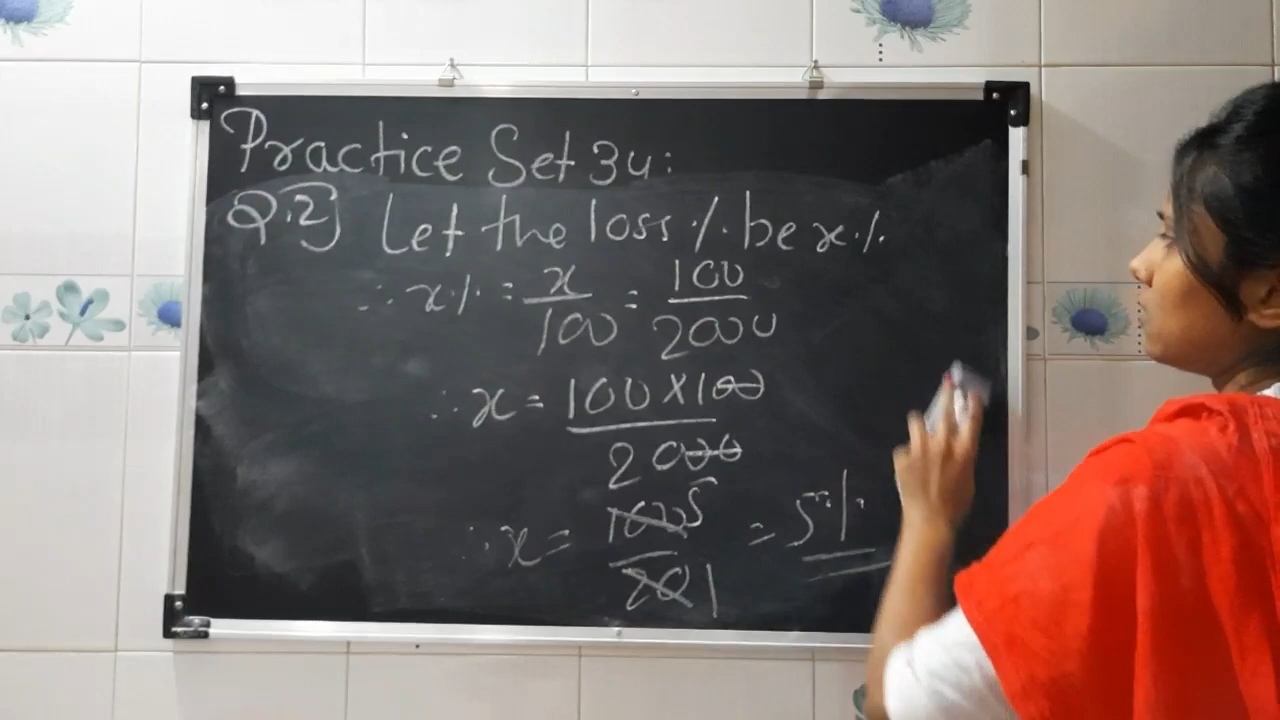 Practice Set 34:
Q.2] Let the loss % be x%
∴ x% = x/100 = 100/2000
∴ x = 100×100/2000
∴ x = 100 5/20 1 = 5%